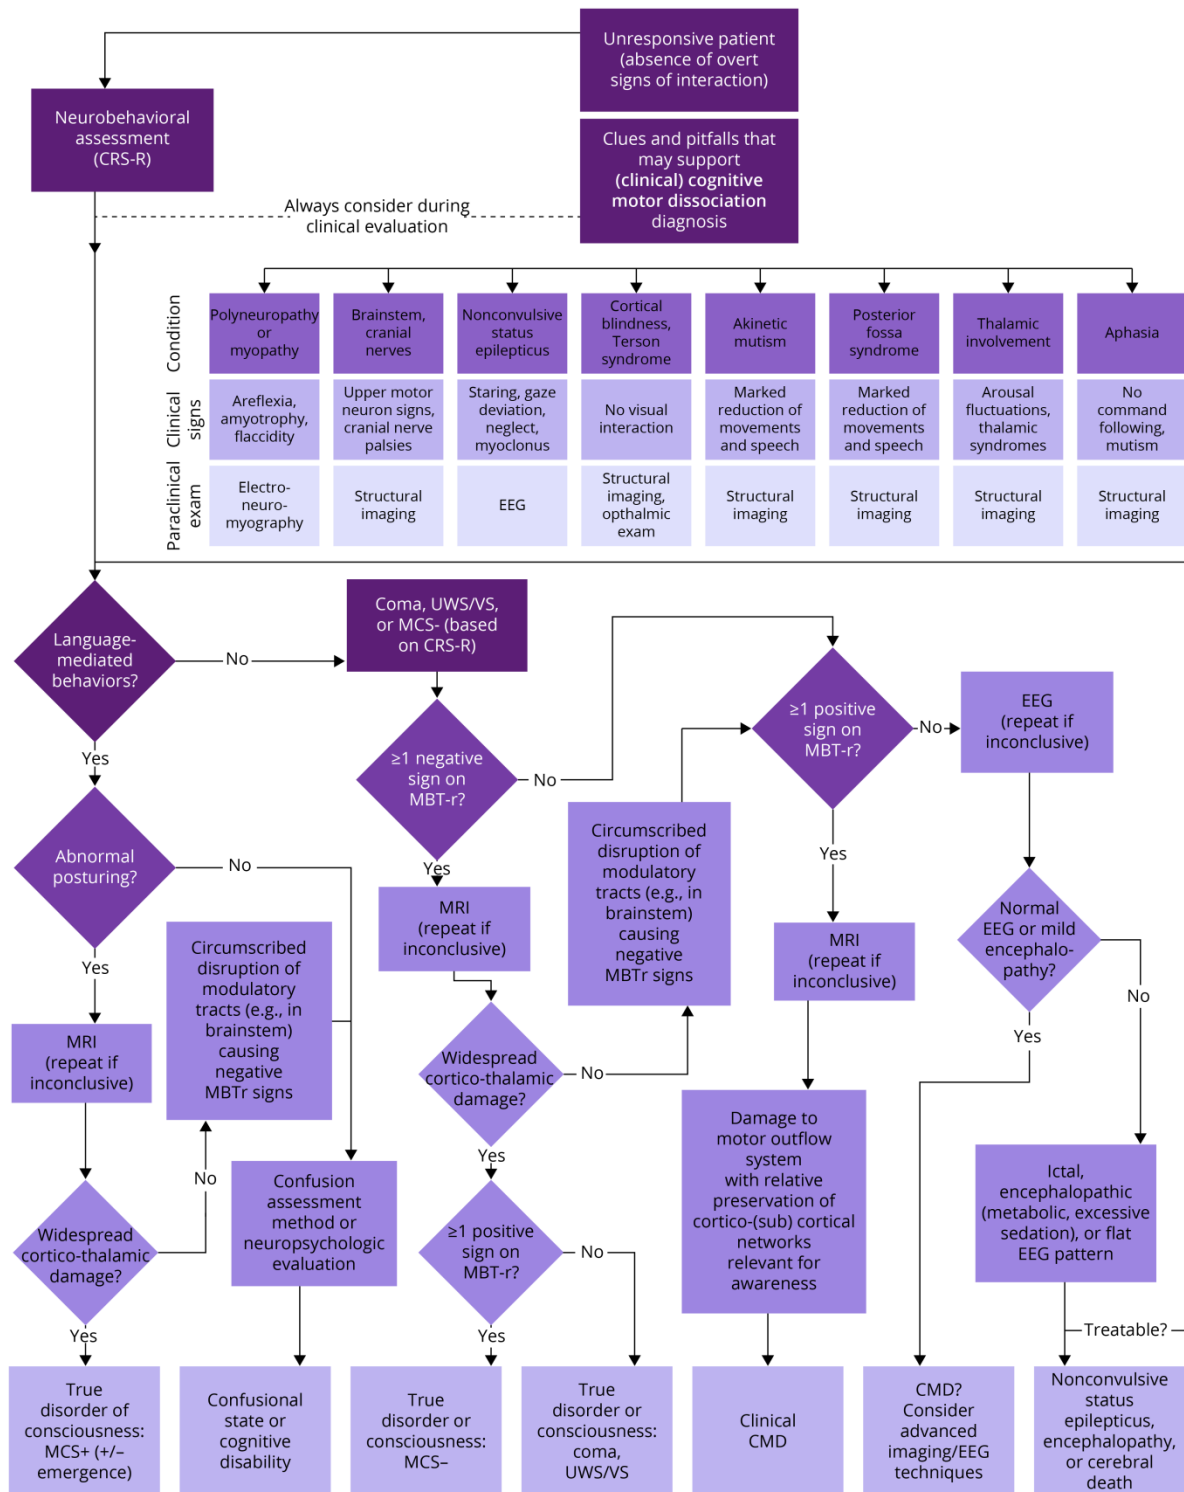 Unresponsive patient
(absence of overt
signs of interaction)
Neurobehavioral
assessment
(CRS-R)
Clues and pitfalls that
may support
(clinical) cognitive
motor dissociation
diagnosis
Always consider during
clinical evaluation
Condition
Polyneuropathy
or
myopathy
Brainstem,
cranial
nerves
Nonconvulsive
status
epilepticus
Cortical
blindness,
Terson
syndrome
Akinetic
mutism
Posterior
fossa
syndrome
Thalamic
involvement
Aphasia
Clinical
signs
Areflexia,
amyotrophy,
flaccidity
Upper motor
neuron signs,
cranial nerve
palsies
Staring, gaze
deviation,
neglect,
myoclonus
No visual
interaction
Marked
reduction of
movements
and speech
Marked
reduction of
movements
and speech
Arousal
fluctuations,
thalamic
syndromes
No
command
following,
mutism
Paraclinical
exam
Electro-
neuro-
myography
Structural
imaging
EEG
Structural
imaging,
opthalmic
exam
Structural
imaging
Structural
imaging
Structural
imaging
Structural
imaging
Language-
mediated
behaviors?
No
Coma, UWS/VS,
or MCS- (based
on CRS-R)
Yes
≥1 negative
sign on
MBT-r?
No
≥1 positive
sign on
MBT-r?
No
EEG
(repeat if
inconclusive)
Abnormal
posturing?
No
Yes
Yes
MRI
(repeat if
inconclusive)
Circumscribed
disruption of
modulatory
tracts (e.g., in
brainstem)
causing
negative
MBTr signs
Yes
MRI
(repeat if
inconclusive)
Normal
EEG or mild
encephalo-
pathy?
No
Yes
Circumscribed
disruption of
modulatory
tracts (e.g., in
brainstem)
causing
negative
MBTr signs
MRI
(repeat if
inconclusive)
Widespread
cortico-thalamic
damage?
No
Yes
Damage to
motor outflow
system
with relative
preservation of
cortico-(sub) cortical
networks
relevant for
awareness
Ictal,
encephalopathic
(metabolic, excessive
sedation), or flat
EEG pattern
Widespread
cortico-thalamic
damage?
No
Yes
Confusion
assessment
method or
neuropsychologic
evaluation
≥1 positive
sign on
MBT-r?
No
Yes
Treatable?
True
disorder of
consciousness:
MCS+ (+/–
emergence)
Confusional
state or
cognitive
disability
True
disorder or
consciousness:
MCS–
True
disorder or
consciousness:
coma,
UWS/VS
Clinical
CMD
CMD?
Consider
advanced
imaging/EEG
techniques
Nonconvulsive
status
epilepticus,
encephalopathy,
or cerebral
death